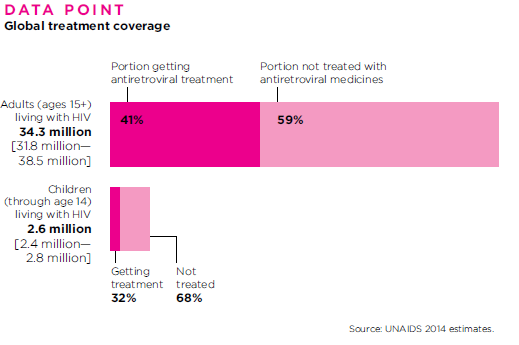 DATA POINT
Global treatment coverage
Portion getting
antiretroviral treatment
Portion not treated with
antiretroviral medicines
Adults (ages 15+)
living with HIV
34.3 million
[31.8 million—
38.5 million]
41%
59%
Children
(through age 14)
living with HIV
2.6 million
[2.4 million—
2.8 million]
Getting
treatment
32%
Not
treated
68%
Source: UNAIDS 2014 estimates.